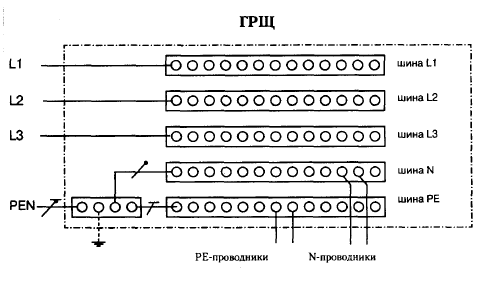 ГРЩ
L1 шина L1
L2 шина L2
L3 шина L3
шина N
PEN шина PE
PE-проводники N-проводники